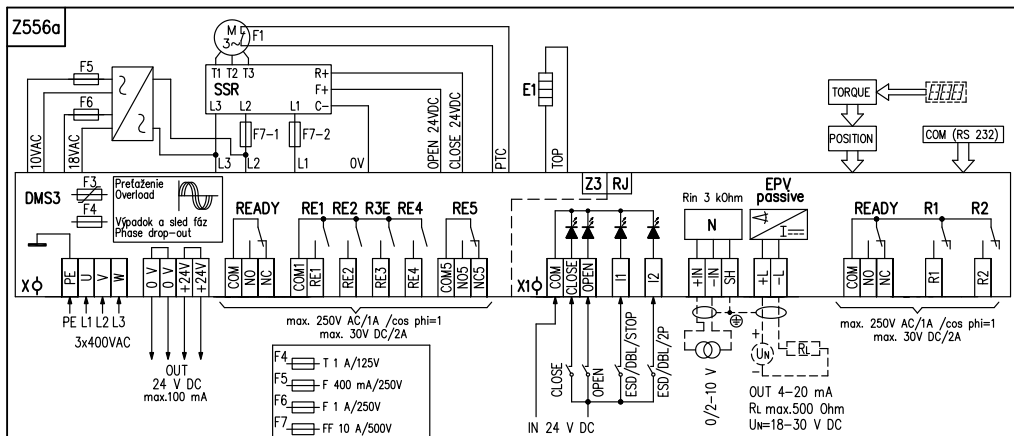 Z556a
M
3~
F1
T1 T2 T3
SSR
R+
F+
C-
L3 L2 L1
F5
F6
F7-1
F7-2
E1
TORQUE
POSITION
COM (RS 232)
10VAC
18VAC
L3 L2 L1
0V
OPEN 24VDC
CLOSE 24VDC
PTC
TOP
DMS3
F3
F4
Preťaženie
Overload
Výpadok a sled fáz
Phase drop-out
READY
RE1 RE2 R3E RE4
RE5
Z3 RJ
Rin 3 kOhm
N
EPV
passive
READY R1 R2
X
PE
U
V
W
0 V
0 V
+24V
+24V
COM
NO
NC
COM1
RE1
RE2
RE3
RE4
COM5
NO5
NC5
X1
COM
CLOSE
OPEN
I1
I2
+IN
-IN
SH
+L
-L
COM
NO
NC
R1
R2
PE L1 L2 L3
3x400VAC
OUT
24 V DC
max.100 mA
max. 250V AC/1A /cos phi=1
max. 30V DC/2A
F4 T 1 A/125V
F5 F 400 mA/250V
F6 F 1 A/250V
F7 FF 10 A/500V
CLOSE
OPEN
ESD/DBL/STOP
ESD/DBL/2P
IN 24 V DC
0/2-10 V
+
UN
-
RL
OUT 4-20 mA
RL max.500 Ohm
UN=18-30 V DC
max. 250V AC/1A /cos phi=1
max. 30V DC/2A